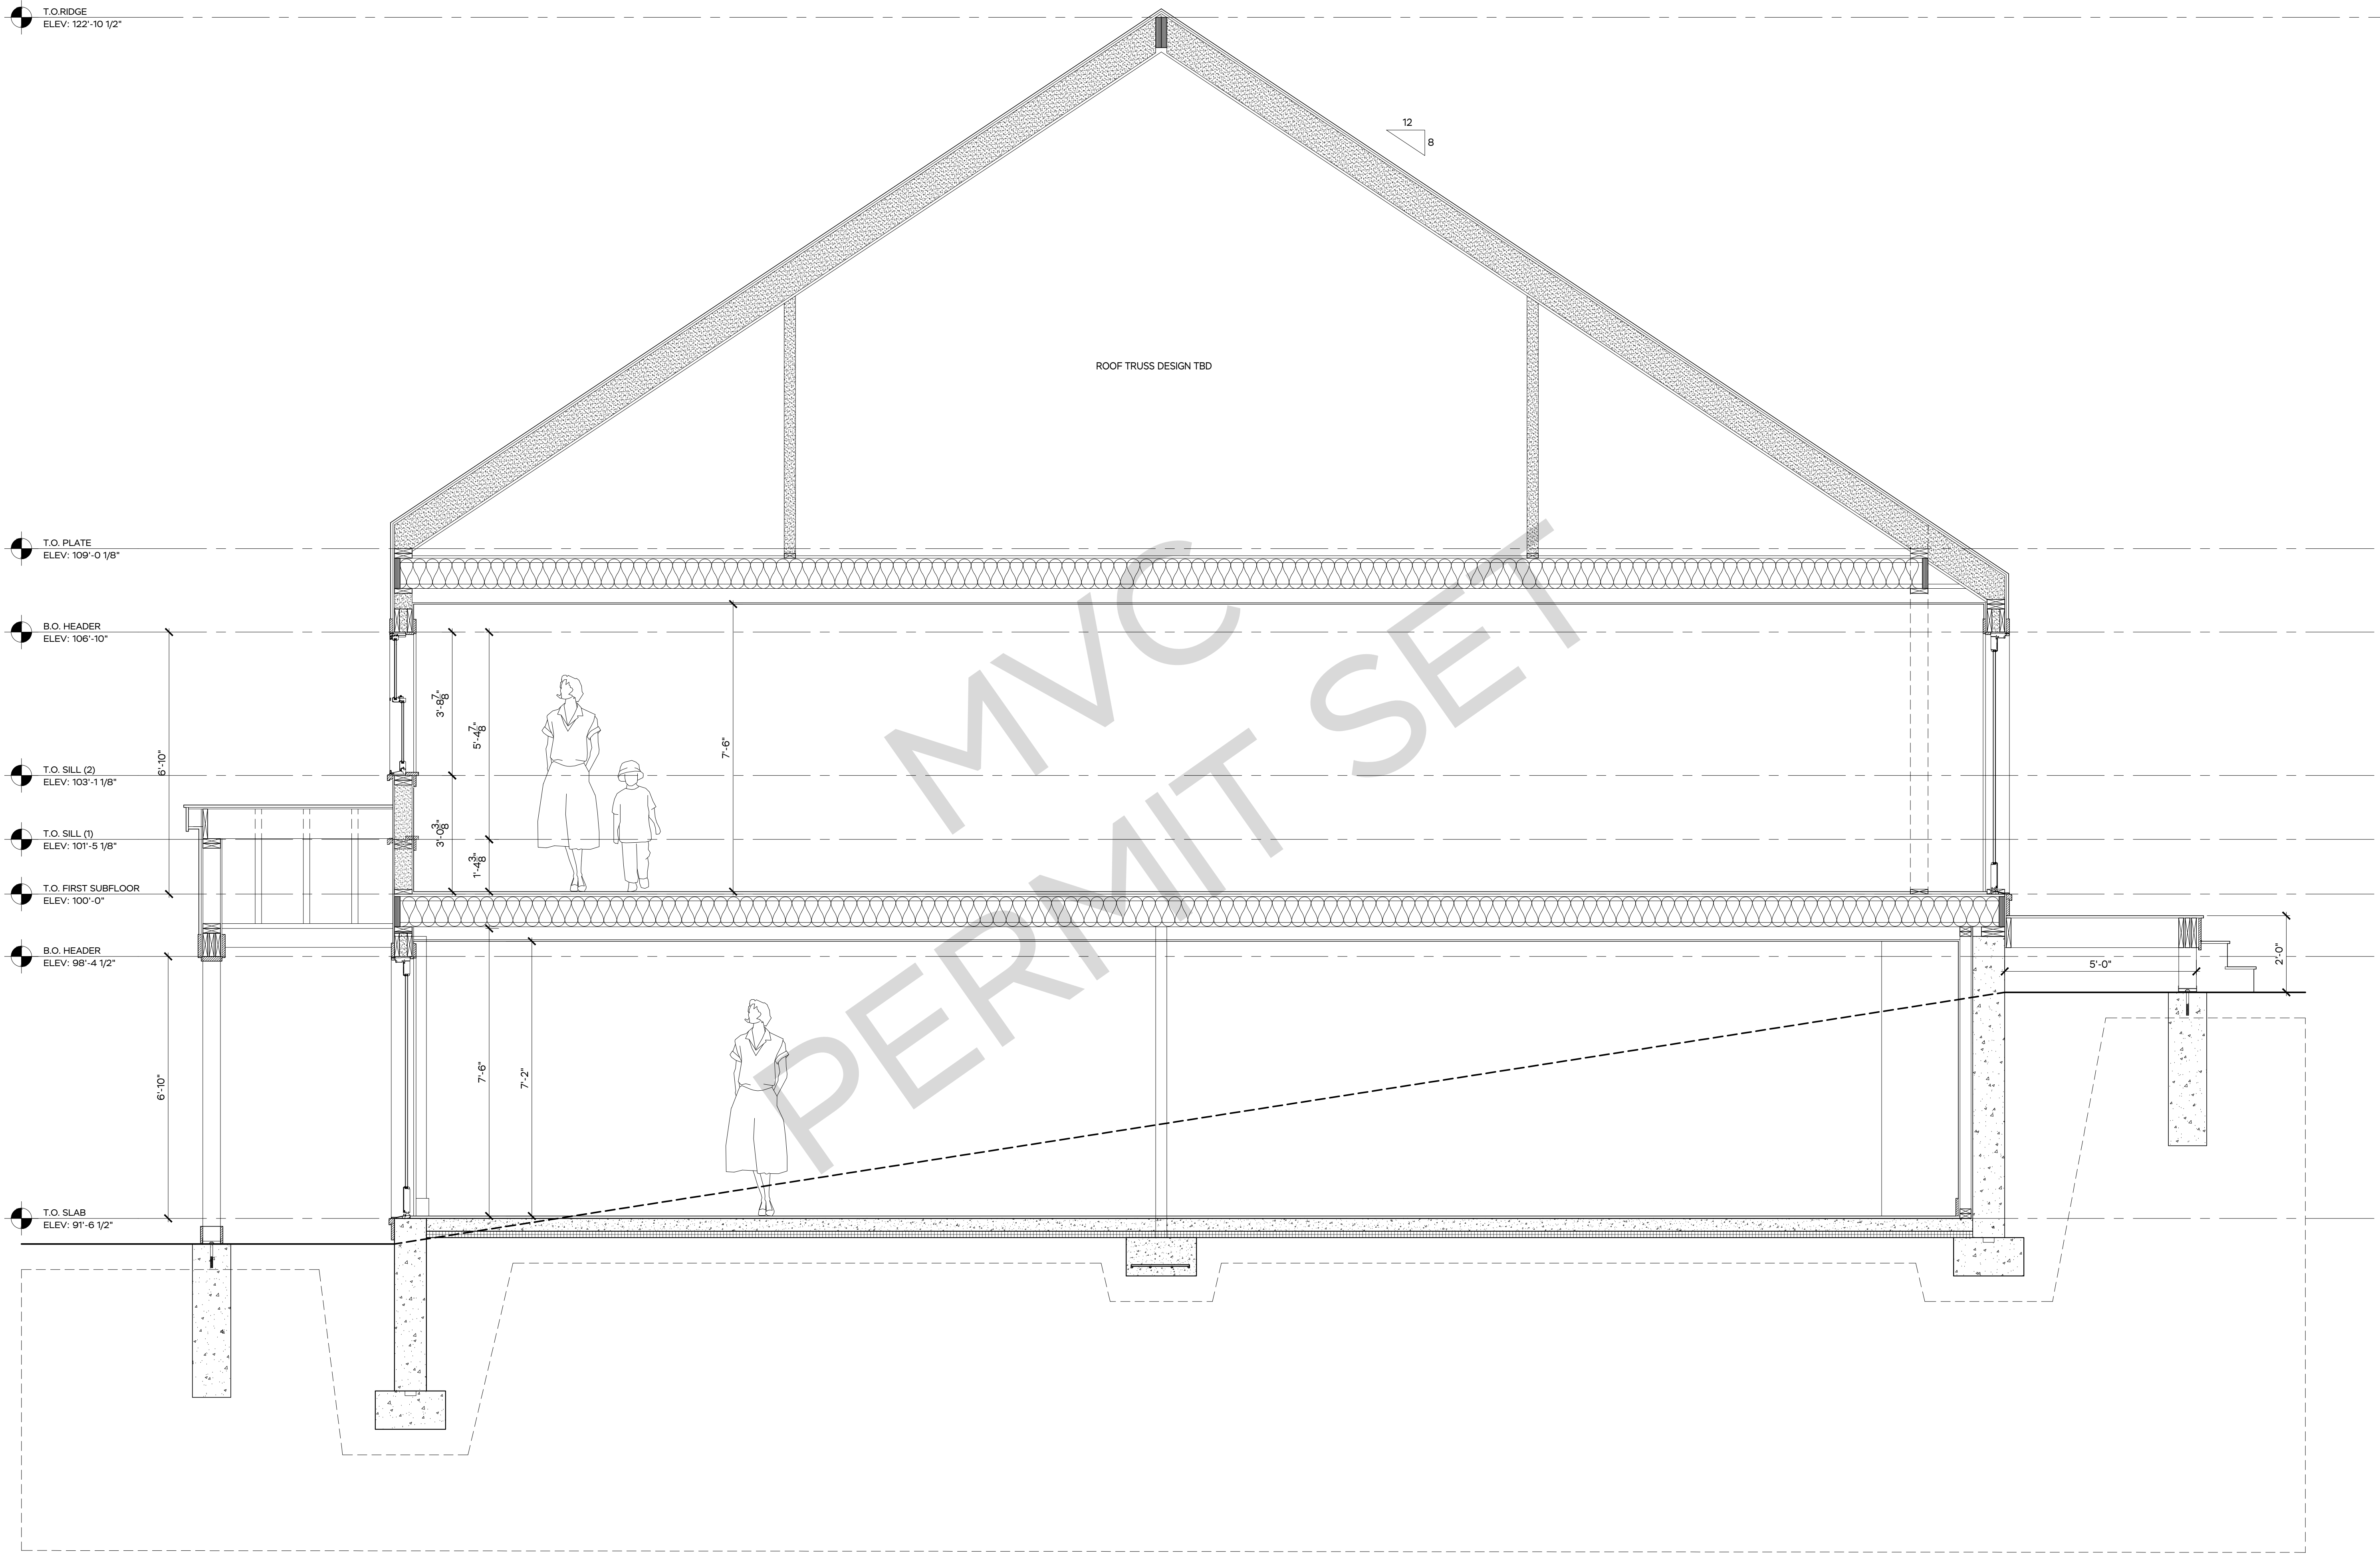 T.O.RIDGE
ELEV: 122'-10 1/2"
12
8
ROOF TRUSS DESIGN TBD
T.O. PLATE
ELEV: 109'-0 1/8"
B.O. HEADER
ELEV: 106'-10"
6'-10"
3'-8 7/8"
5'-4 7/8"
7'-6"
T.O. SILL (2)
ELEV: 103'-1 1/8"
3'-0 3/8"
1'-4 3/8"
T.O. SILL (1)
ELEV: 101'-5 1/8"
T.O. FIRST SUBFLOOR
ELEV: 100'-0"
MVC
PERMIT SET
B.O. HEADER
ELEV: 98'-4 1/2"
5'-0"
2'-0"
6'-10"
7'-6"
7'-2"
T.O. SLAB
ELEV: 91'-6 1/2"